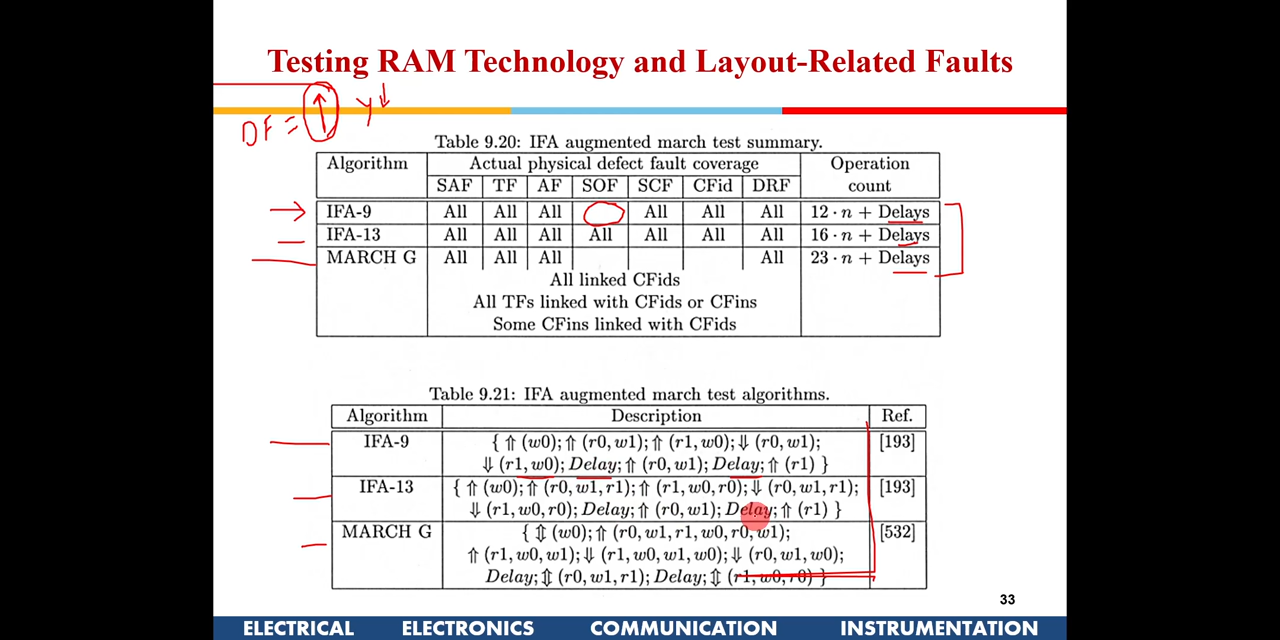 Testing RAM Technology and Layout-Related Faults
DF = ↑ Y↓
Table 9.20: IFA augmented march test summary.
Algorithm Actual physical defect fault coverage Operation
SAF TF AF SOF SCF CFid DRF count
IFA-9 All All All All All All 12 · n + Delays
IFA-13 All All All All All All All 16 · n + Delays
MARCH G All All All All 23 · n + Delays
All linked CFids
All TFs linked with CFids or CFins
Some CFins linked with CFids
Table 9.21: IFA augmented march test algorithms.
Algorithm Description Ref.
IFA-9 { ⇑ (w0); ⇑ (r0, w1); ⇑ (r1, w0); ⇓ (r0, w1); [193]
⇓ (r1, w0); Delay; ⇑ (r0, w1); Delay; ⇑ (r1) }
IFA-13 { ⇑ (w0); ⇑ (r0, w1, r1); ⇑ (r1, w0, r0); ⇓ (r0, w1, r1); [193]
⇓ (r1, w0, r0); Delay; ⇑ (r0, w1); Delay; ⇑ (r1) }
MARCH G { ⇕ (w0); ⇑ (r0, w1, r1, w0, r0, w1); [532]
⇑ (r1, w0, w1); ⇓ (r1, w0, w1, w0); ⇓ (r0, w1, w0);
Delay; ⇕ (r0, w1, r1); Delay; ⇕ (r1, w0, r0) }
33
ELECTRICAL ELECTRONICS COMMUNICATION INSTRUMENTATION